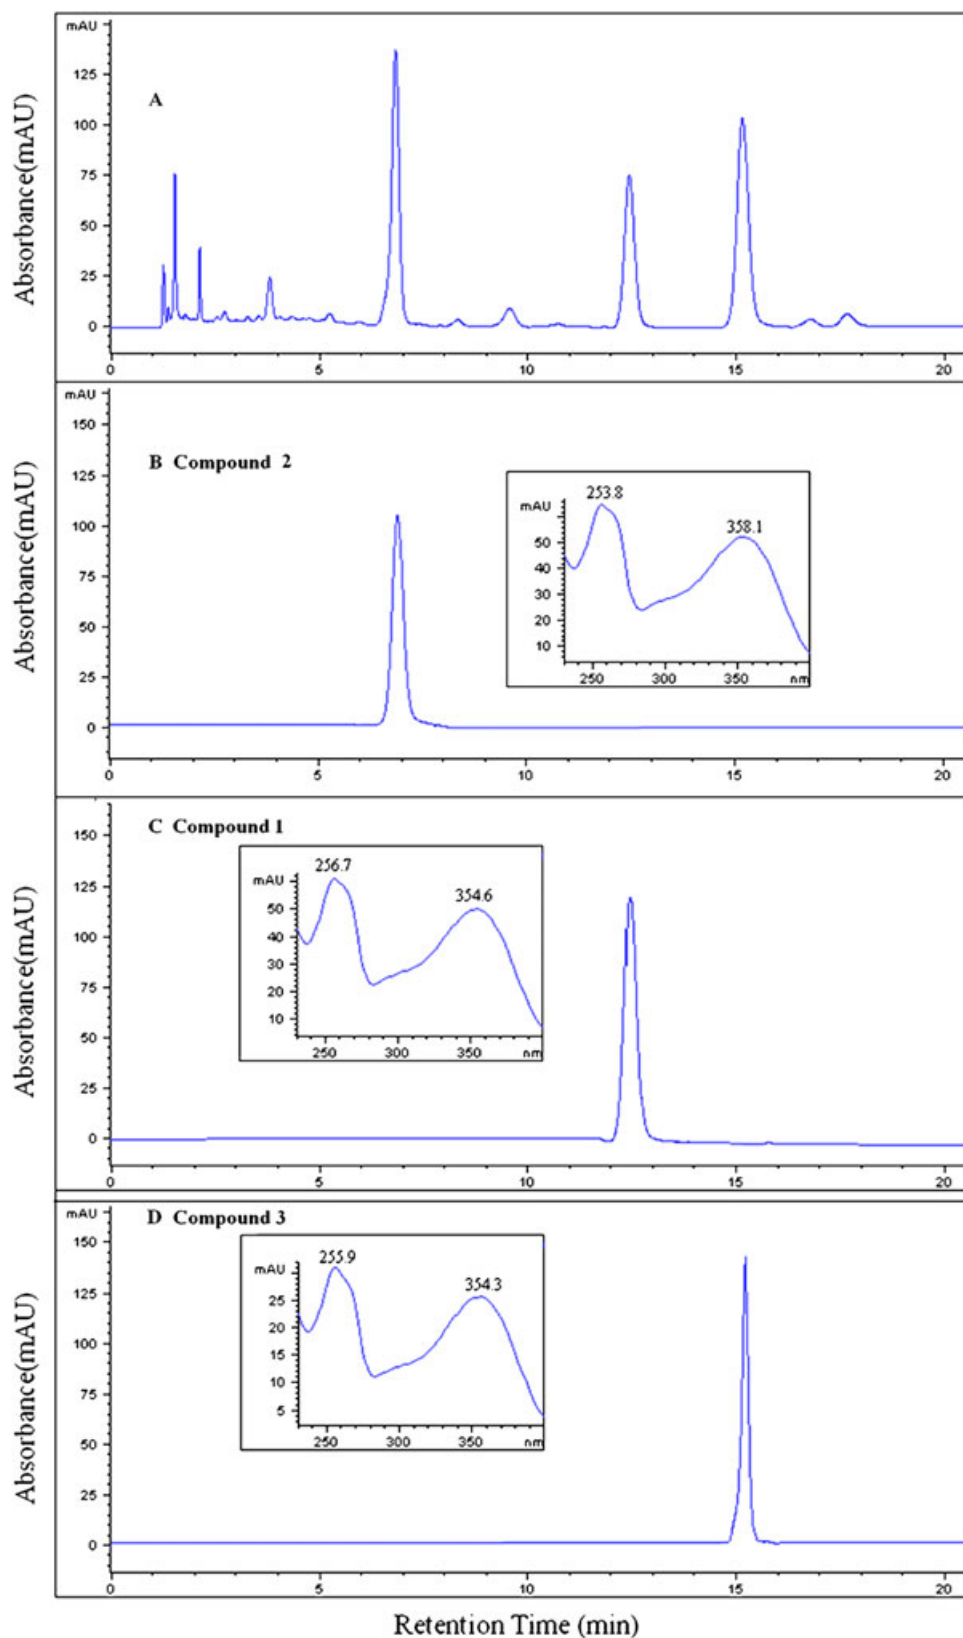 mAU
125
100
75
50
25
0
A
Absorbance(mAU)
0 5 10 15 20
mAU
150
125
100
75
50
25
0
B Compound 2
Absorbance(mAU)
253.8
358.1
mAU
50
40
30
20
10
250 300 350 nm
0 5 10 15 20
150
125
100
75
50
25
0
C Compound 1
Absorbance(mAU)
256.7
354.6
mAU
50
40
30
20
10
250 300 350 nm
0 5 10 15 20
mAU
150
125
100
75
50
25
0
D Compound 3
Absorbance(mAU)
255.9
354.3
mAU
25
20
15
10
5
250 300 350 nm
0 5 10 15 20
Retention Time (min)